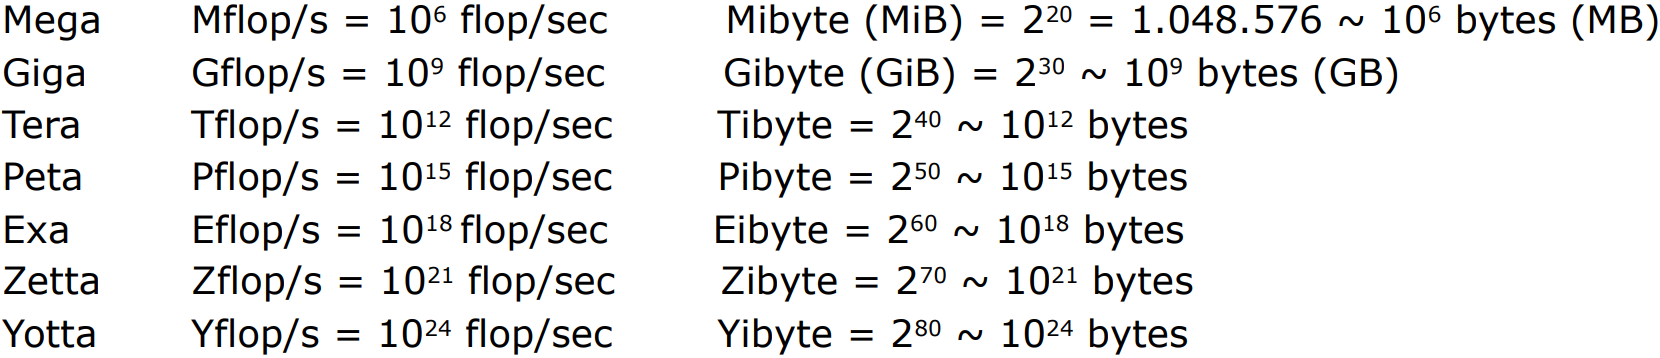 Mega Mflop/s = 10⁶ flop/sec Mibyte (MiB) = 2²⁰ = 1.048.576 ~ 10⁶ bytes (MB)
Giga Gflop/s = 10⁹ flop/sec Gibyte (GiB) = 2³⁰ ~ 10⁹ bytes (GB)
Tera Tflop/s = 10¹² flop/sec Tibyte = 2⁴⁰ ~ 10¹² bytes
Peta Pflop/s = 10¹⁵ flop/sec Pibyte = 2⁵⁰ ~ 10¹⁵ bytes
Exa Eflop/s = 10¹⁸ flop/sec Eibyte = 2⁶⁰ ~ 10¹⁸ bytes
Zetta Zflop/s = 10²¹ flop/sec Zibyte = 2⁷⁰ ~ 10²¹ bytes
Yotta Yflop/s = 10²⁴ flop/sec Yibyte = 2⁸⁰ ~ 10²⁴ bytes